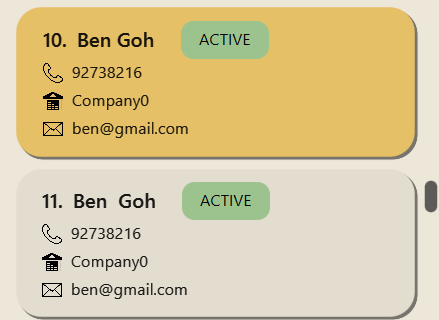 10. Ben Goh ACTIVE
92738216
Company0
ben@gmail.com
11. Ben  Goh ACTIVE
92738216
Company0
ben@gmail.com